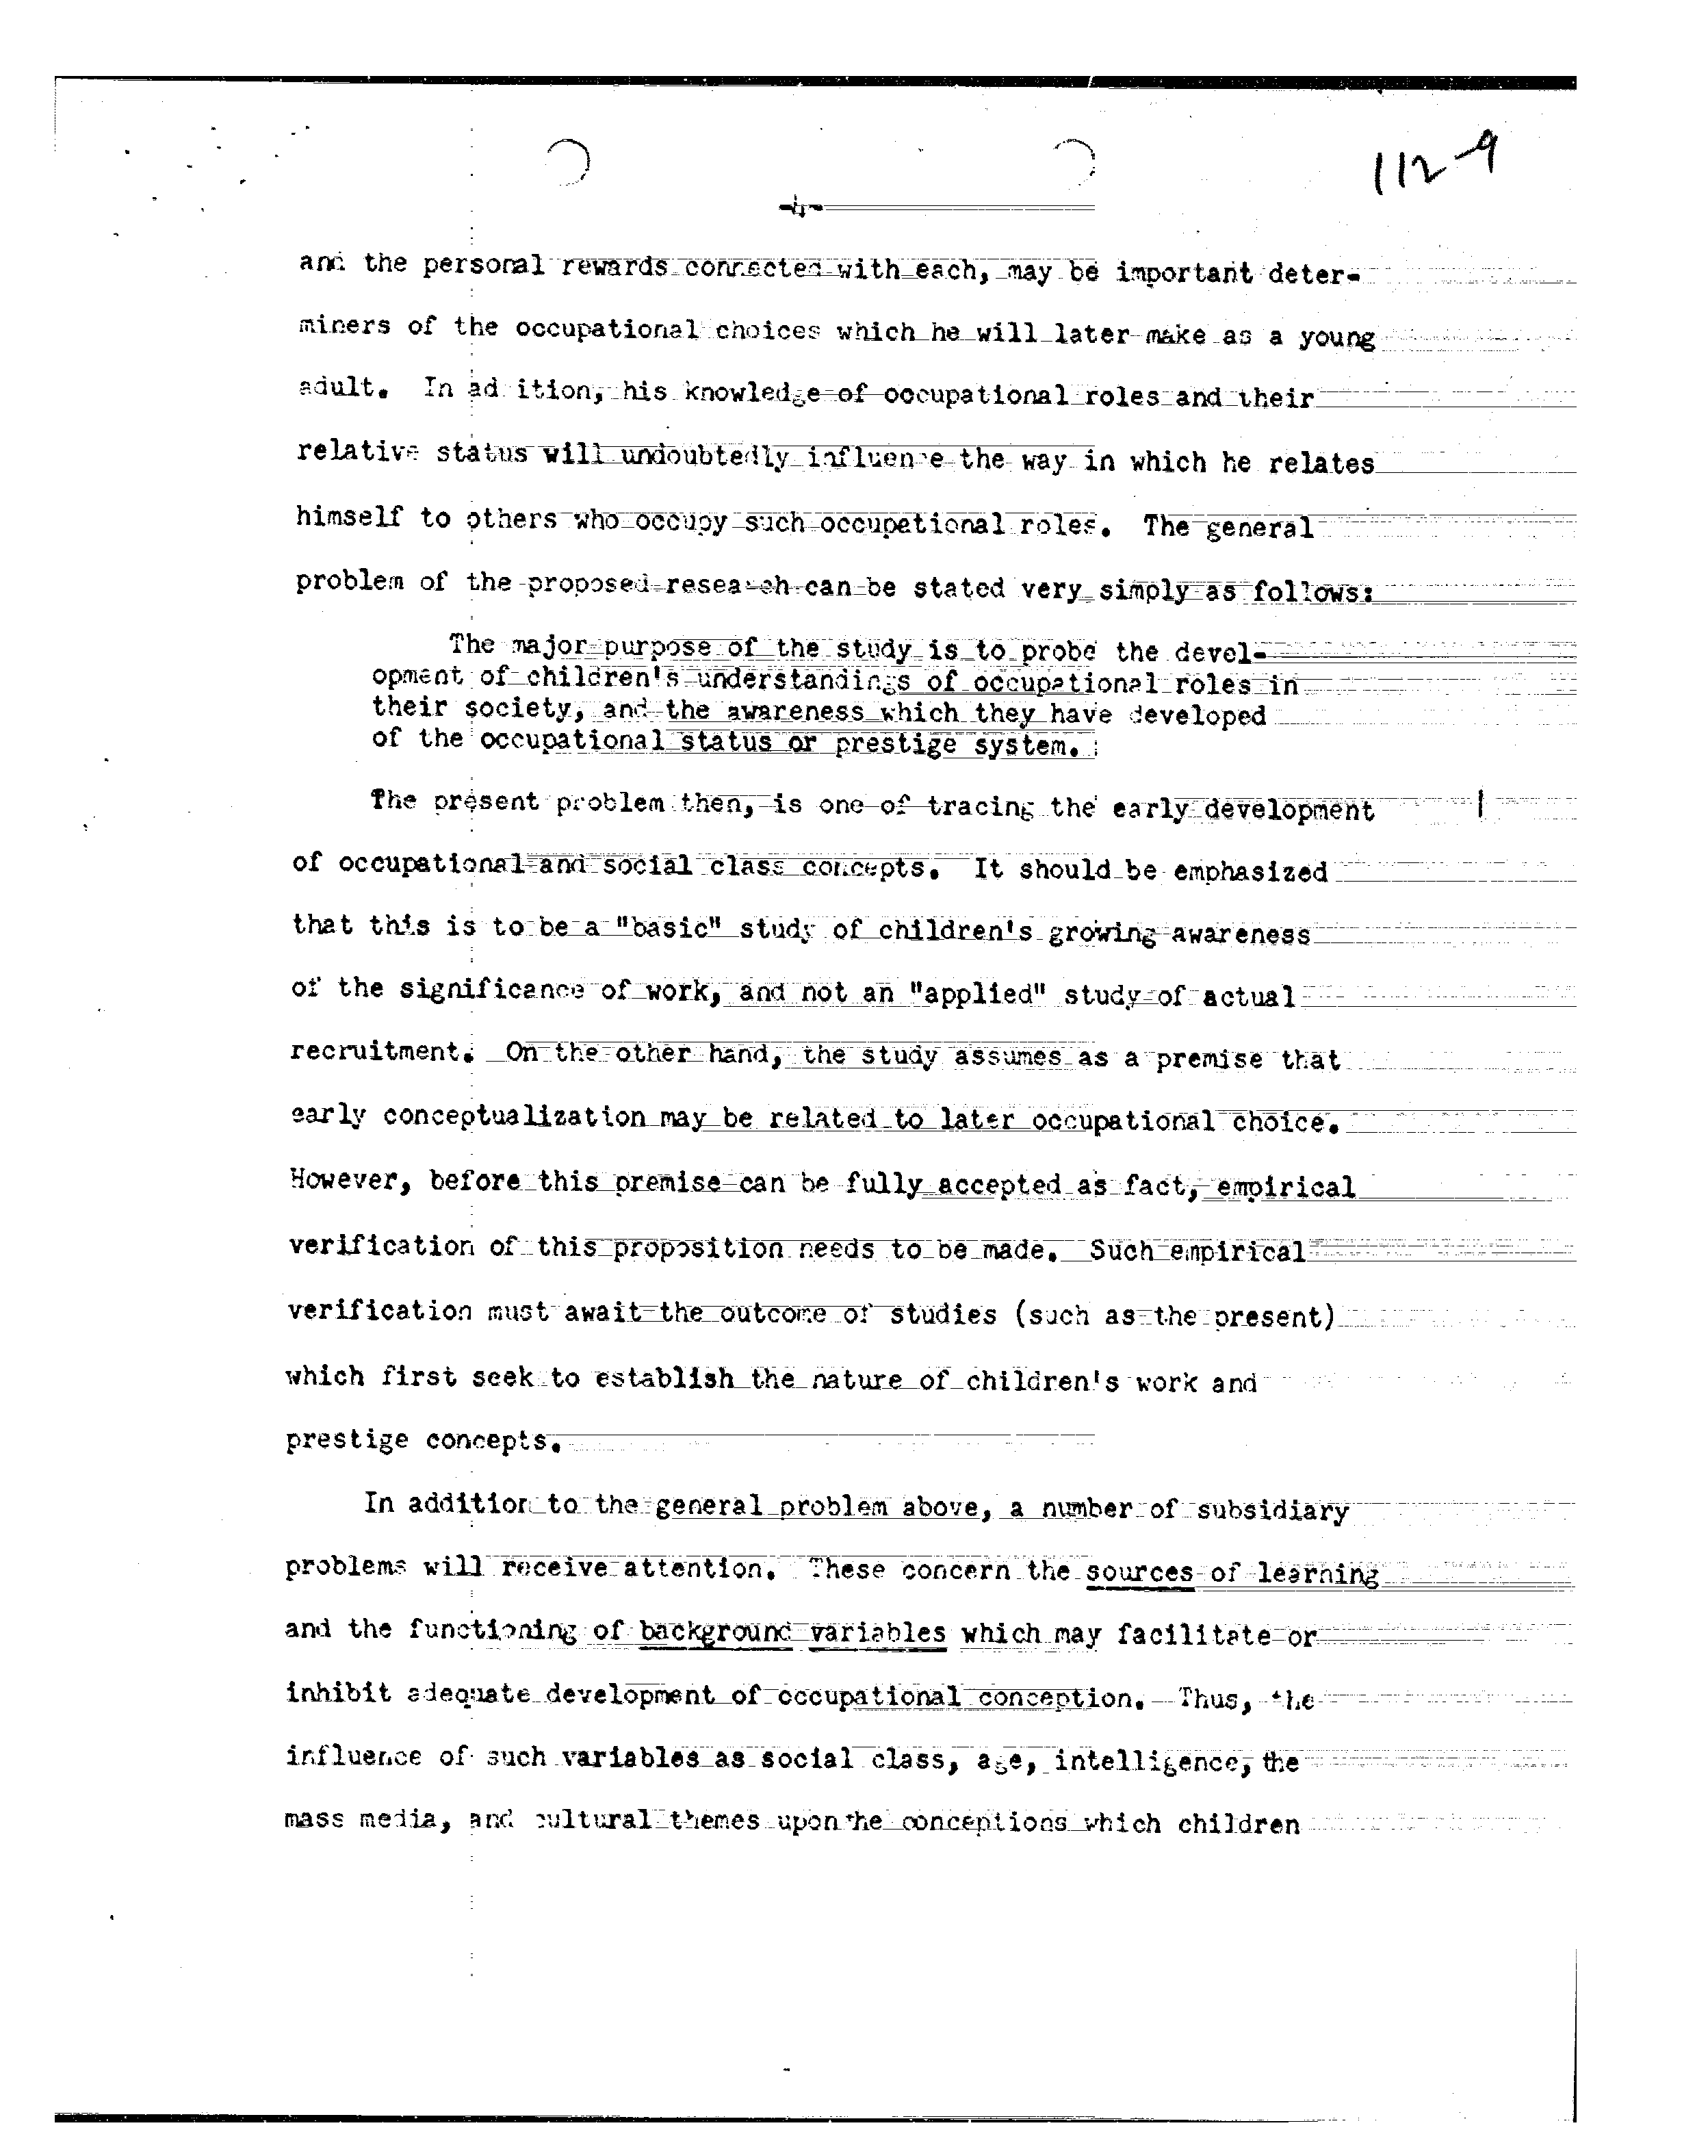 112-9
-4-
and the personal rewards connected with each, may be important deter-
miners of the occupational choices which he will later make as a young
adult. In ad ition, his knowledge of occupational roles and their
relative status will undoubtedly influence the way in which he relates
himself to others who occupy such occupational roles. The general
problem of the proposed research can be stated very simply as follows:
The major purpose of the study is to probe the devel-
opment of children's understandings of occupational roles in
their society, and the awareness which they have developed
of the occupational status or prestige system.
The present problem then, is one of tracing the early development
of occupational and social class concepts. It should be emphasized
that this is to be a "basic" study of children's growing awareness
of the significance of work, and not an "applied" study of actual
recruitment. On the other hand, the study assumes as a premise that
early conceptualization may be related to later occupational choice.
However, before this premise can be fully accepted as fact, empirical
verification of this proposition needs to be made. Such empirical
verification must await the outcome of studies (such as the present)
which first seek to establish the nature of children's work and
prestige concepts.
In addition to the general problem above, a number of subsidiary
problems will receive attention. These concern the sources of learning
and the functioning of background variables which may facilitate or
inhibit adequate development of occupational conception. Thus, the
influence of such variables as social class, age, intelligence, the
mass media, and cultural themes upon the conceptions which children